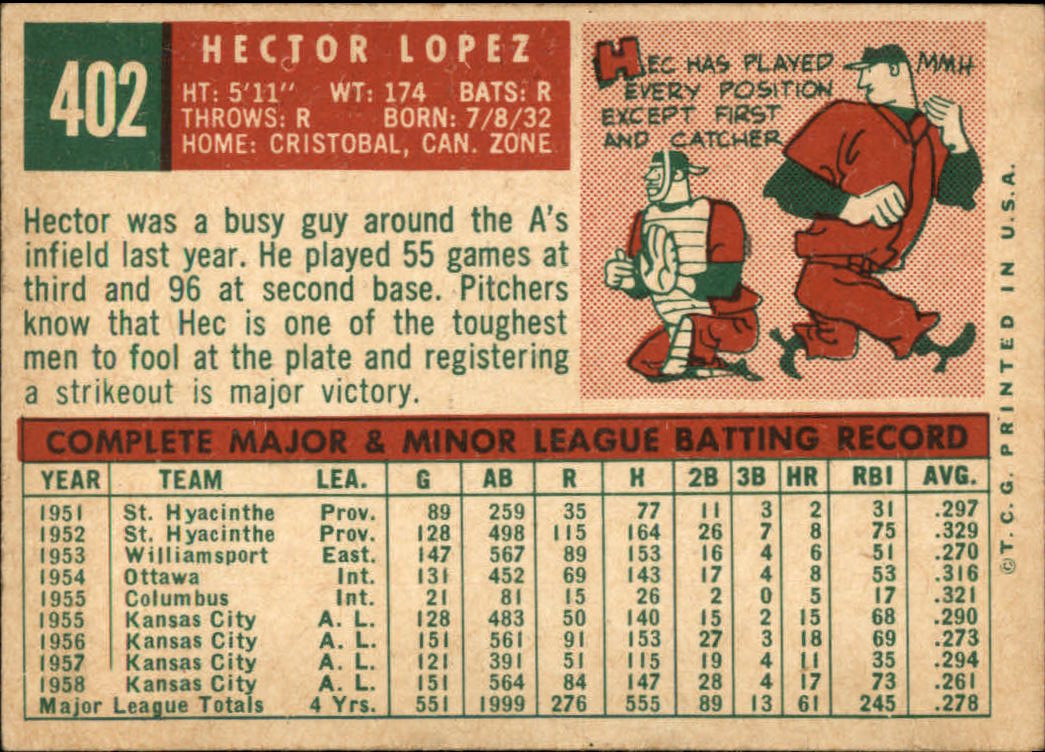 402
HECTOR LOPEZ
HT: 5'11" WT: 174 BATS: R
THROWS: R BORN: 7/8/32
HOME: CRISTOBAL, CAN. ZONE
HEC HAS PLAYED
EVERY POSITION
EXCEPT FIRST
AND CATCHER
MMH
Hector was a busy guy around the A's
infield last year. He played 55 games at
third and 96 at second base. Pitchers
know that Hec is one of the toughest
men to fool at the plate and registering
a strikeout is major victory.
COMPLETE MAJOR & MINOR LEAGUE BATTING RECORD
YEAR TEAM LEA. G AB R H 2B 3B HR RBI AVG.
1951 St. Hyacinthe Prov. 89 259 35 77 11 3 2 31 .297
1952 St. Hyacinthe Prov. 128 498 115 164 26 7 8 75 .329
1953 Williamsport East. 147 567 89 153 16 4 6 51 .270
1954 Ottawa Int. 131 452 69 143 17 4 8 53 .316
1955 Columbus Int. 21 81 15 26 2 0 5 17 .321
1955 Kansas City A. L. 128 483 50 140 15 2 15 68 .290
1956 Kansas City A. L. 151 561 91 153 27 3 18 69 .273
1957 Kansas City A. L. 121 391 51 115 19 4 11 35 .294
1958 Kansas City A. L. 151 564 84 147 28 4 17 73 .261
Major League Totals 4 Yrs. 551 1999 276 555 89 13 61 245 .278
© T. C. G. PRINTED IN U. S. A.